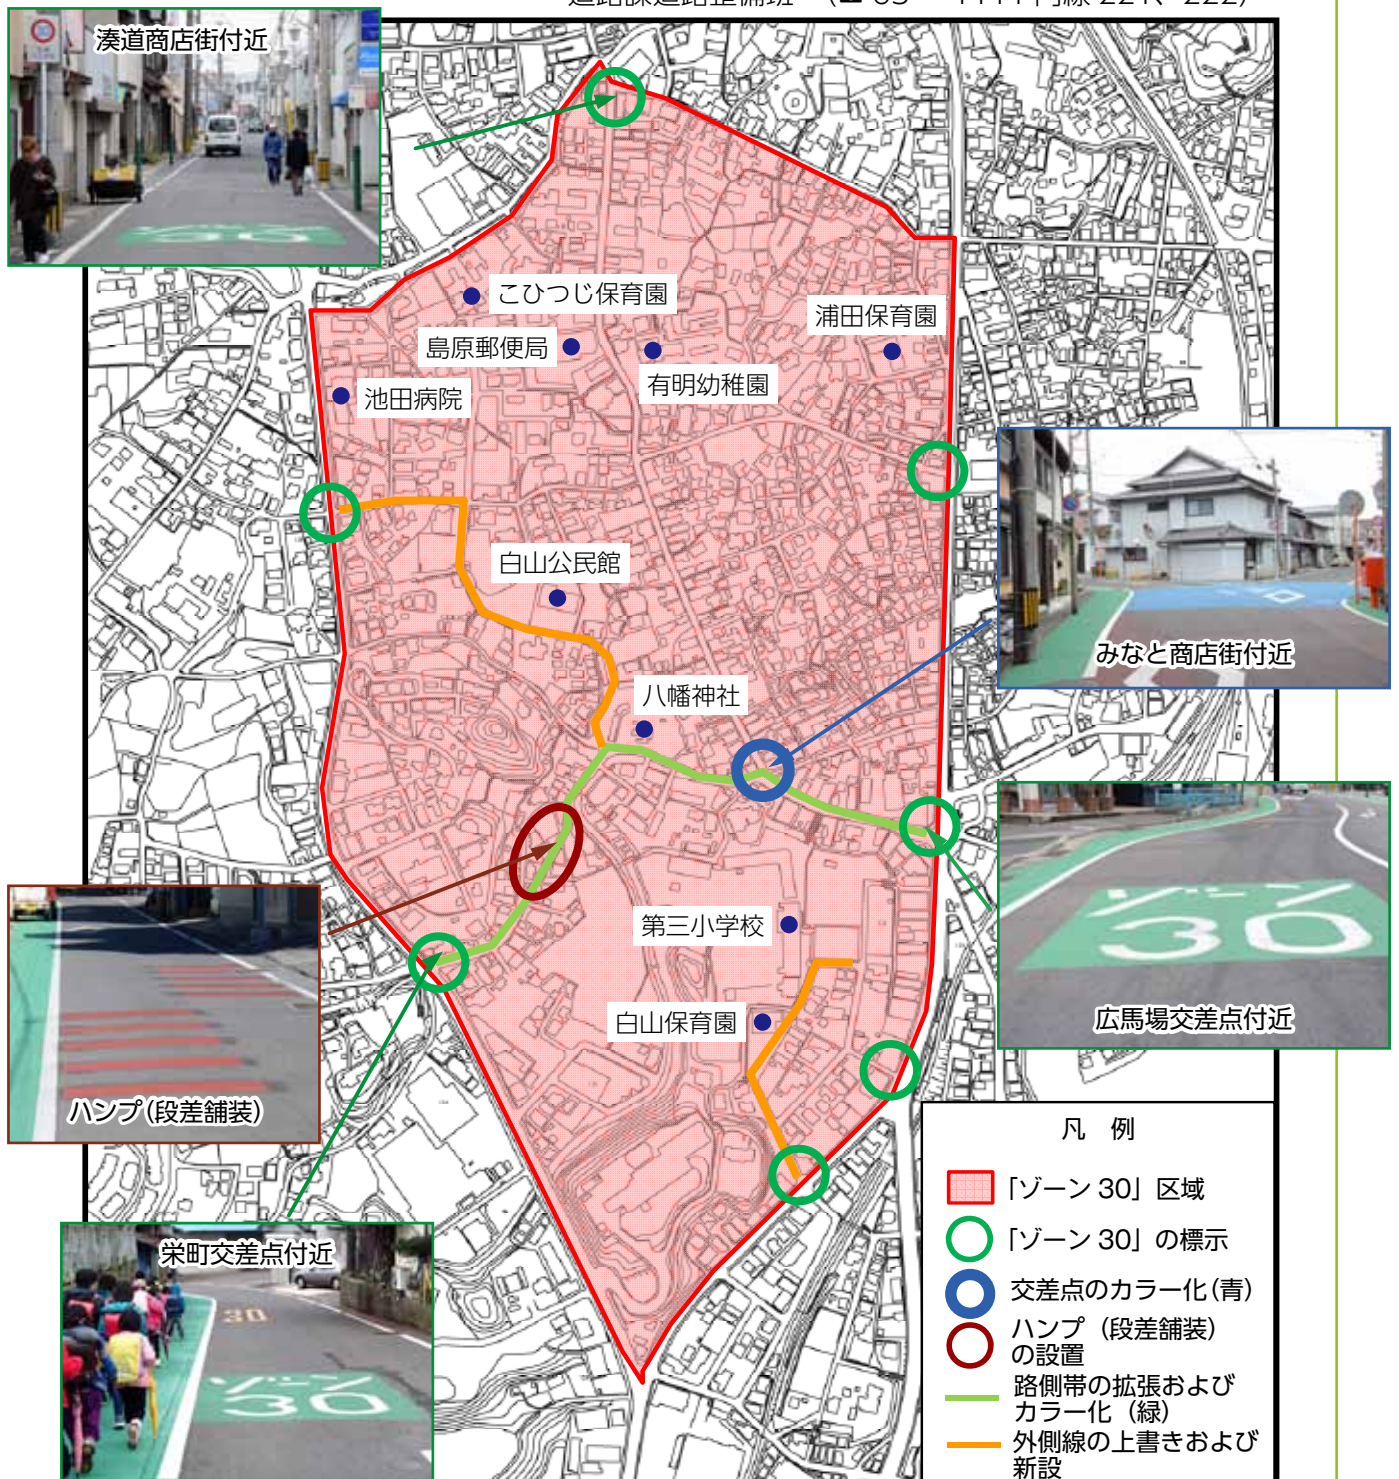 湊道商店街付近
こひつじ保育園
浦田保育園
島原郵便局
有明幼稚園
池田病院
白山公民館
みなと商店街付近
八幡神社
第三小学校
ゾーン
30
広馬場交差点付近
白山保育園
ハンプ(段差舗装)
栄町交差点付近
30
ゾーン
30
凡 例
「ゾーン 30」区域
「ゾーン 30」の標示
交差点のカラー化(青)
ハンプ(段差舗装)
の設置
路側帯の拡張および
カラー化(緑)
外側線の上書きおよび
新設